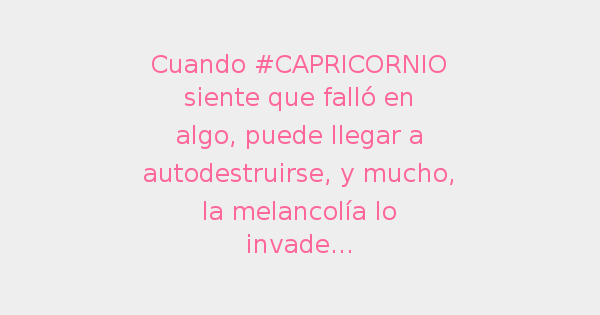 Cuando #CAPRICORNIO
siente que falló en
algo, puede llegar a
autodestruirse, y mucho,
la melancolía lo
invade...